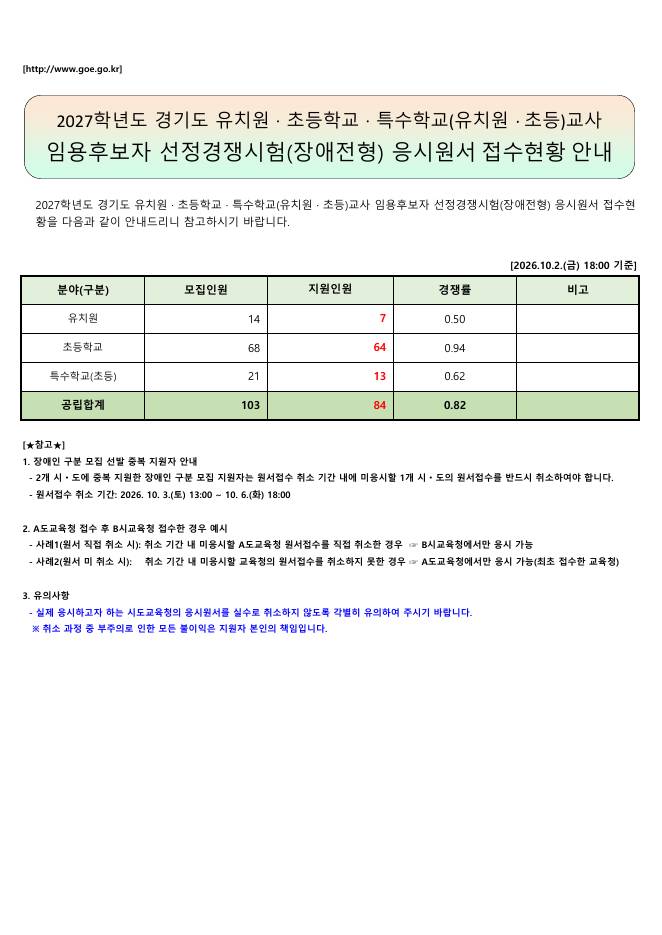 [http://www.goe.go.kr]
2027학년도 경기도 유치원 · 초등학교 · 특수학교(유치원 · 초등)교사
임용후보자 선정경쟁시험(장애전형) 응시원서 접수현황 안내
2027학년도 경기도 유치원 · 초등학교 · 특수학교(유치원 · 초등)교사 임용후보자 선정경쟁시험(장애전형) 응시원서 접수현
황을 다음과 같이 안내드리니 참고하시기 바랍니다.
[2026.10.2.(금) 18:00 기준]
분야(구분) 모집인원 지원인원 경쟁률 비고
유치원 14 7 0.50
초등학교 68 64 0.94
특수학교(초등) 21 13 0.62
공립합계 103 84 0.82
[★참고★]
1. 장애인 구분 모집 선발 중복 지원자 안내
- 2개 시・도에 중복 지원한 장애인 구분 모집 지원자는 원서접수 취소 기간 내에 미응시할 1개 시・도의 원서접수를 반드시 취소하여야 합니다.
- 원서접수 취소 기간: 2026. 10. 3.(토) 13:00 ~ 10. 6.(화) 18:00
2. A도교육청 접수 후 B시교육청 접수한 경우 예시
- 사례1(원서 직접 취소 시): 취소 기간 내 미응시할 A도교육청 원서접수를 직접 취소한 경우 ☞ B시교육청에서만 응시 가능
- 사례2(원서 미 취소 시): 취소 기간 내 미응시할 교육청의 원서접수를 취소하지 못한 경우 ☞ A도교육청에서만 응시 가능(최초 접수한 교육청)
3. 유의사항
- 실제 응시하고자 하는 시도교육청의 응시원서를 실수로 취소하지 않도록 각별히 유의하여 주시기 바랍니다.
※ 취소 과정 중 부주의로 인한 모든 불이익은 지원자 본인의 책임입니다.